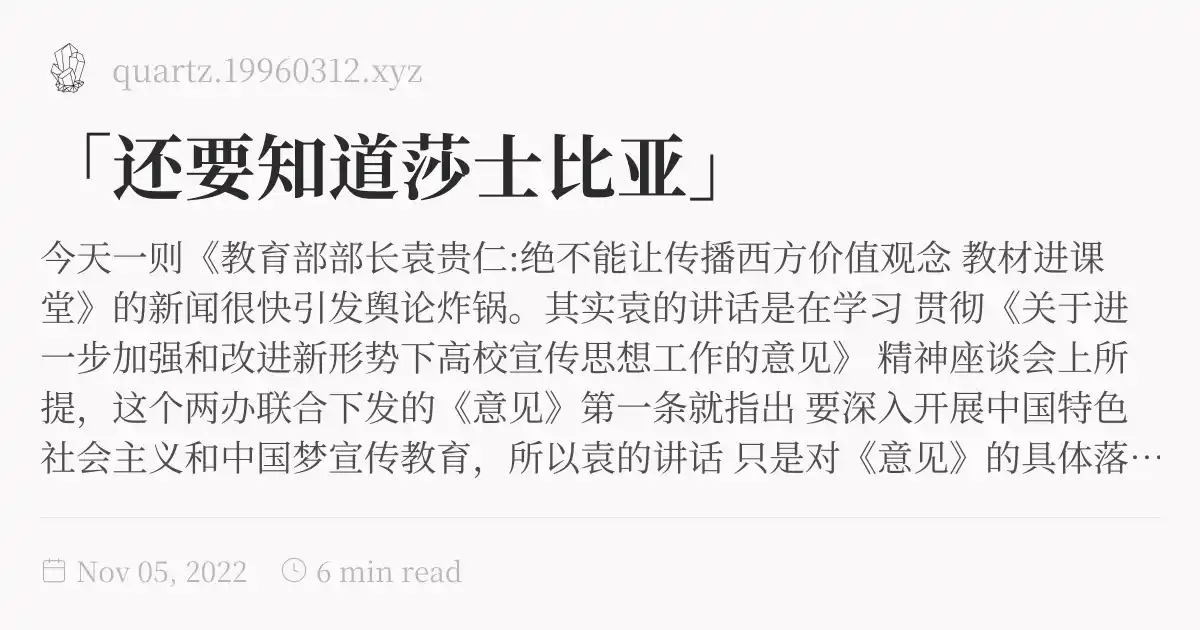 quartz.19960312.xyz
「还要知道莎士比亚」
今天一则《教育部部长袁贵仁:绝不能让传播西方价值观念 教材进课
堂》的新闻很快引发舆论炸锅。其实袁的讲话是在学习 贯彻《关于进
一步加强和改进新形势下高校宣传思想工作的意见》 精神座谈会上所
提，这个两办联合下发的《意见》第一条就指出 要深入开展中国特色
社会主义和中国梦宣传教育，所以袁的讲话 只是对《意见》的具体落…
Nov 05, 2022 6 min read